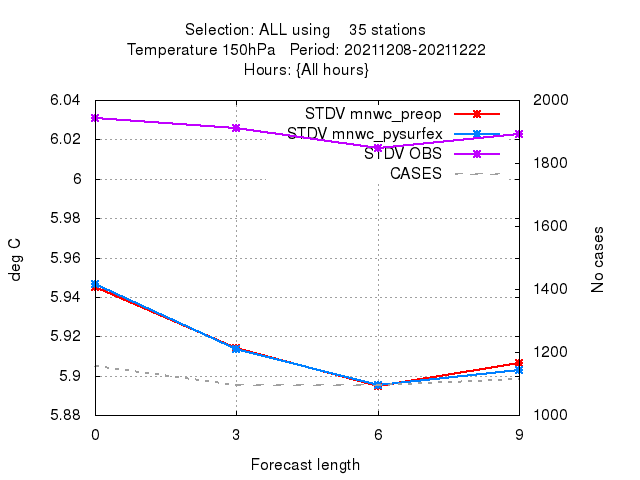 Selection: ALL using    35 stations
Temperature 150hPa   Period: 20211208-20211222
Hours: {All hours}
6.04
6.02
6
5.98
5.96
5.94
5.92
5.9
5.88
deg C
STDV mnwc_preop
STDV mnwc_pysurfex
STDV OBS
CASES
2000
1800
1600
1400
1200
1000
No cases
0 3 6 9
Forecast length